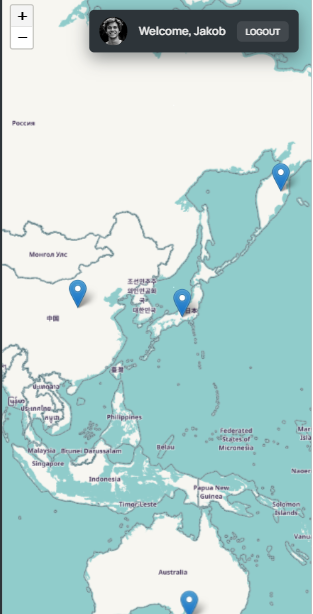 +
Welcome, Jakob
LOGOUT
−
Россия
Монгол Улс
조선민주주
의인민공화
국
대한민국
中国
日本
Philippines
Malaysia
Brunei Darussalam
Singapore
Belau
Federated
States of
Micronesia
Indonesia
Papua New
Guinea
Timor-Leste
Solomon
Islands
Australia